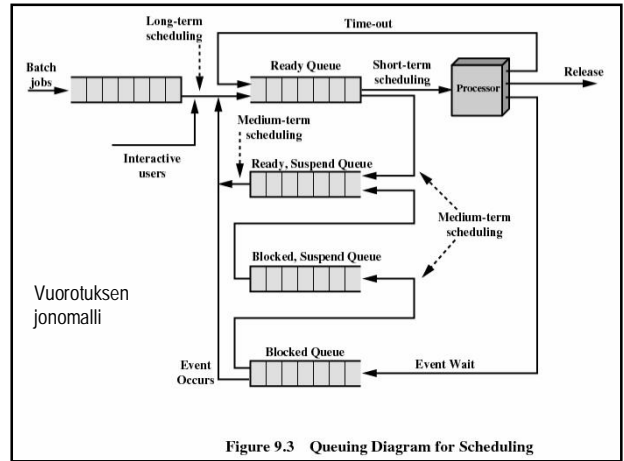 Long-term
scheduling
Time-out
Batch
jobs
Ready Queue
Short-term
scheduling
Processor
Release
Interactive
users
Medium-term
scheduling
Ready, Suspend Queue
Medium-term
scheduling
Blocked, Suspend Queue
Vuorotuksen
jonomalli
Blocked Queue
Event
Occurs
Event Wait
Figure 9.3 Queuing Diagram for Scheduling